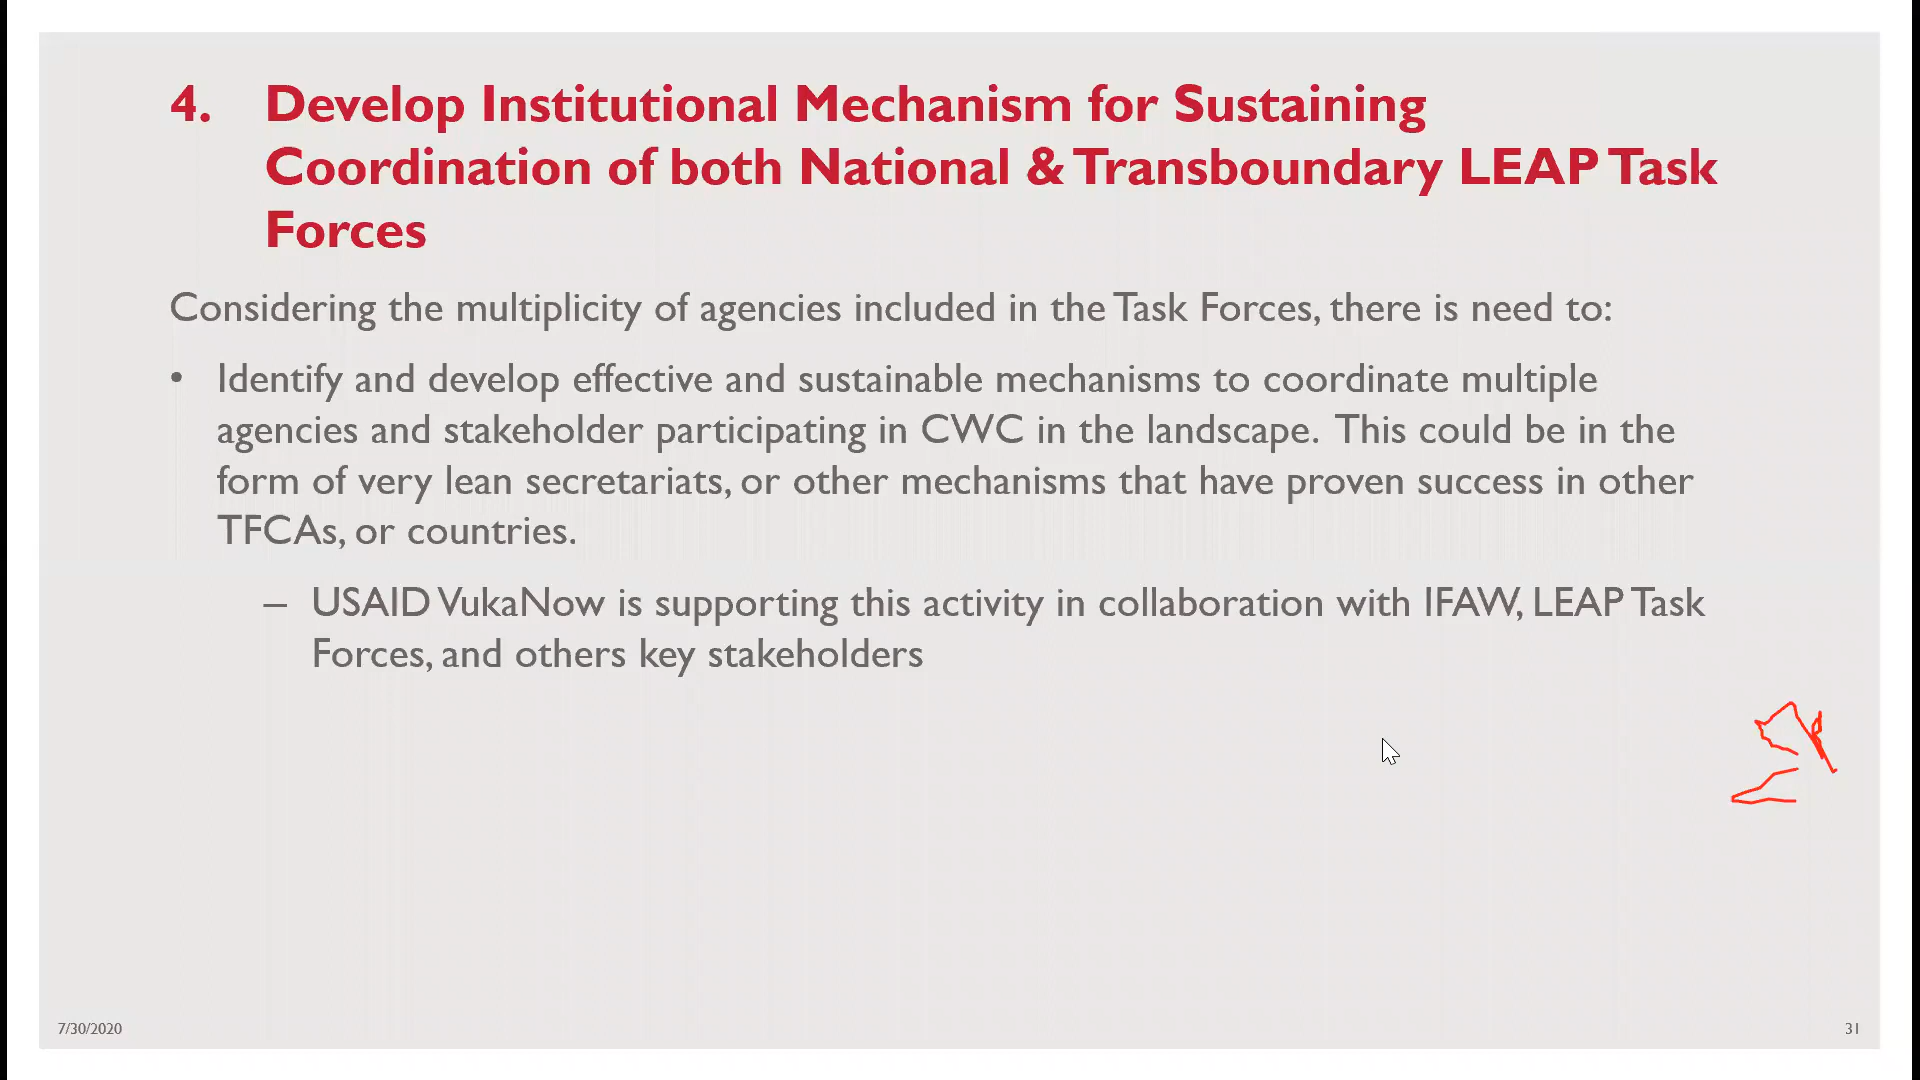 4. Develop Institutional Mechanism for Sustaining
Coordination of both National & Transboundary LEAP Task
Forces
Considering the multiplicity of agencies included in the Task Forces, there is need to:
• Identify and develop effective and sustainable mechanisms to coordinate multiple
agencies and stakeholder participating in CWC in the landscape. This could be in the
form of very lean secretariats, or other mechanisms that have proven success in other
TFCAs, or countries.
– USAID VukaNow is supporting this activity in collaboration with IFAW, LEAP Task
Forces, and others key stakeholders
7/30/2020
31